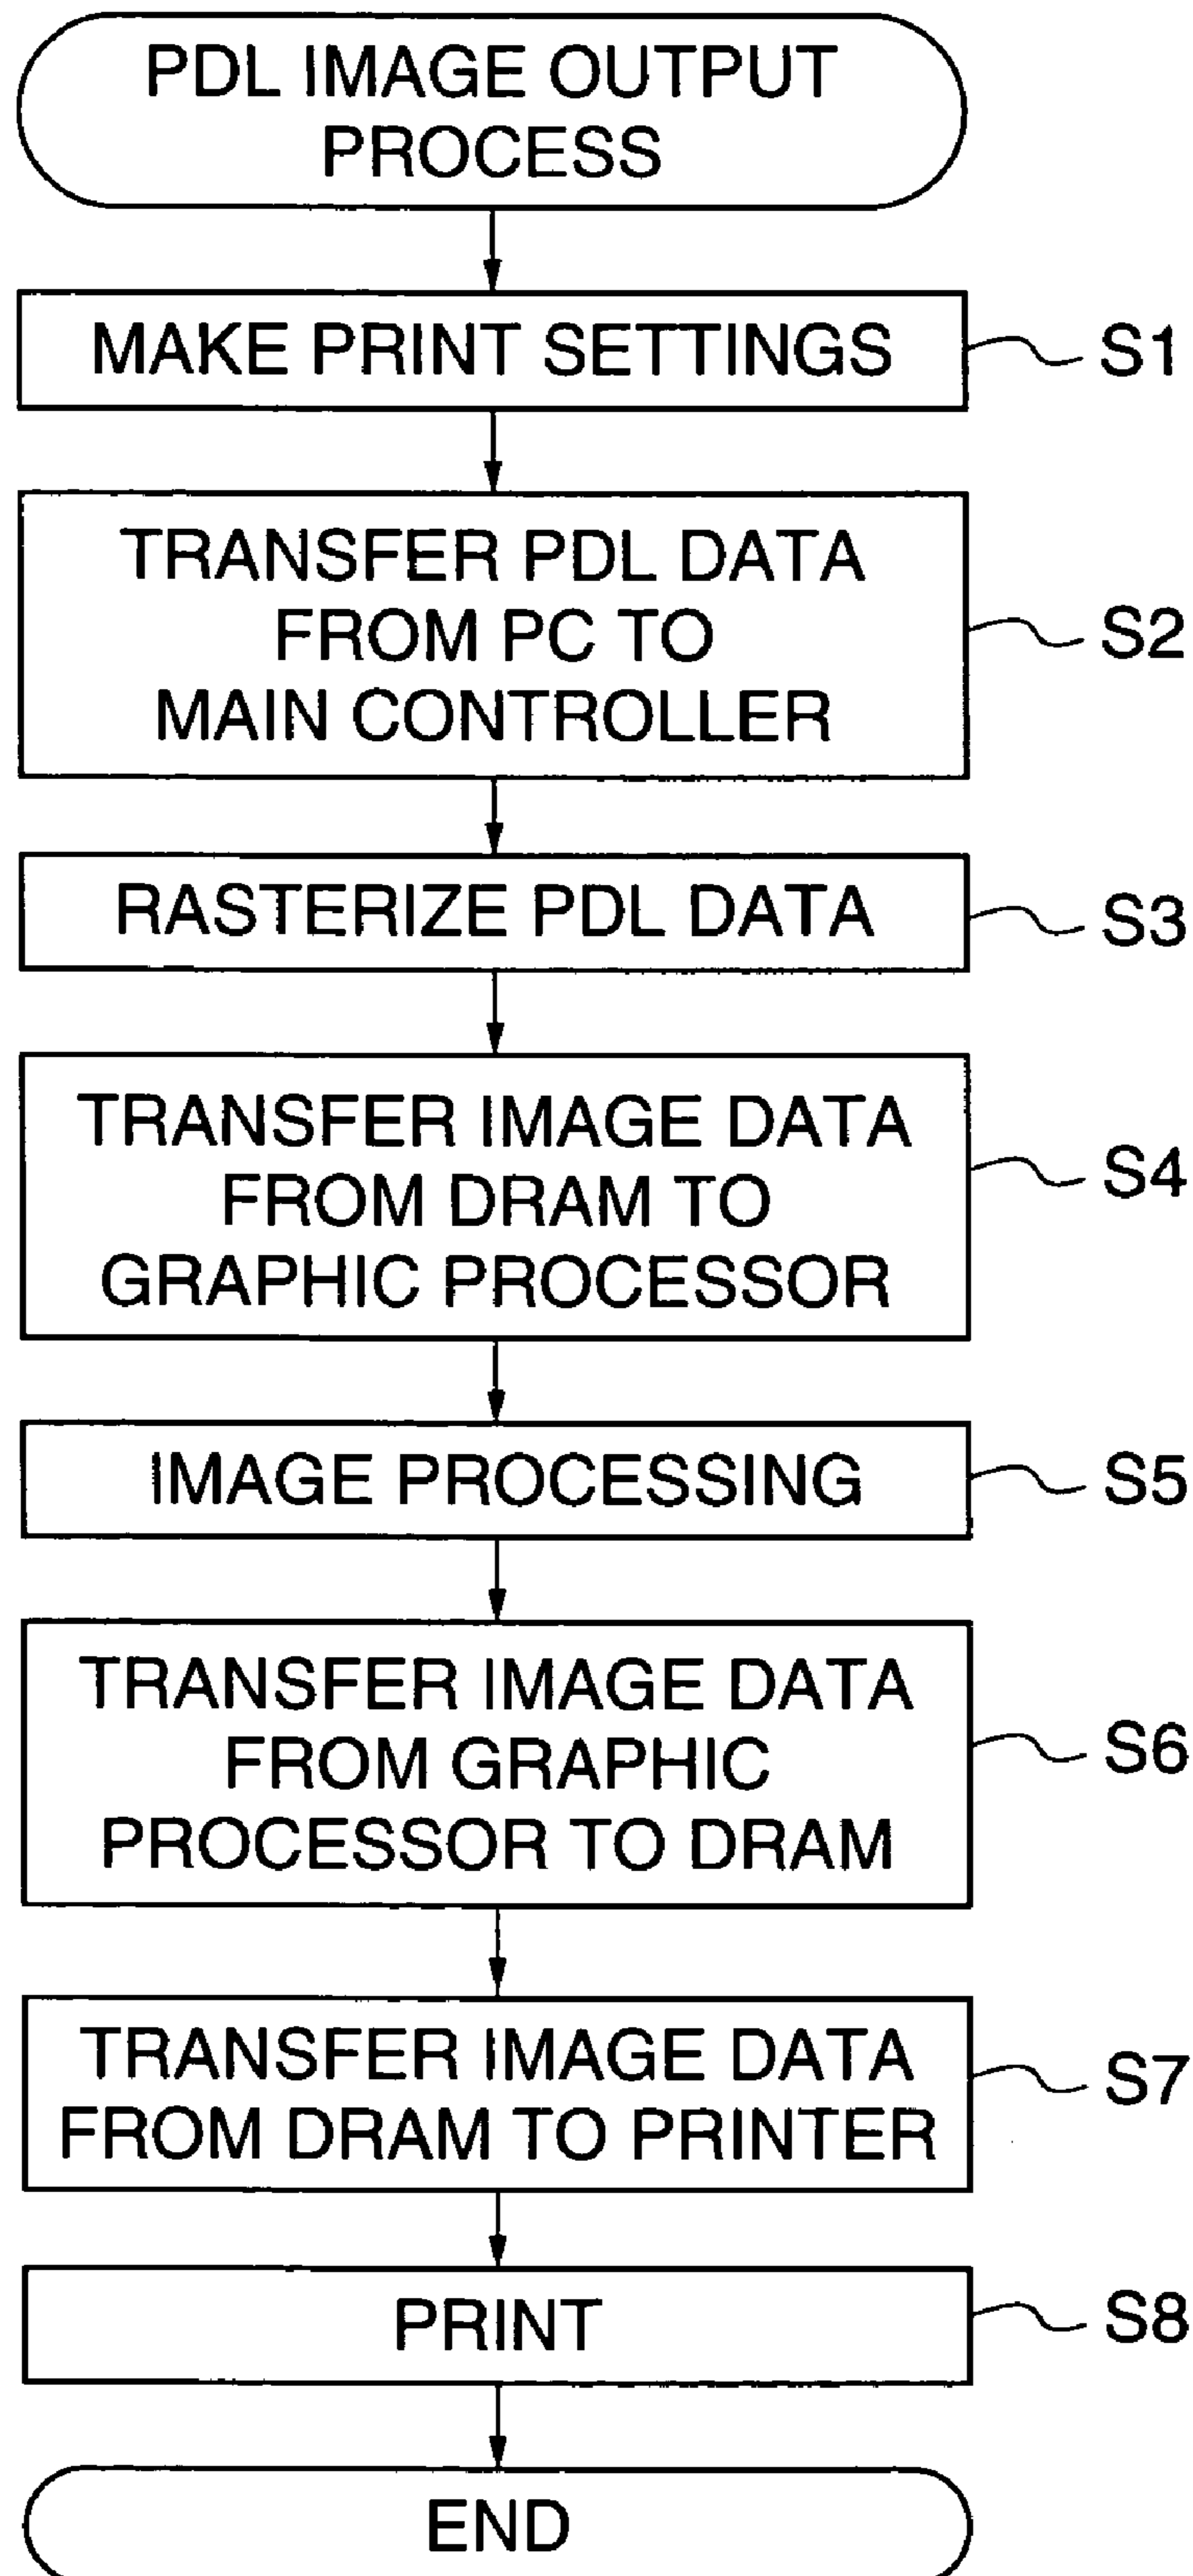 PDL IMAGE OUTPUT
PROCESS
MAKE PRINT SETTINGS
S1
TRANSFER PDL DATA
FROM PC TO
MAIN CONTROLLER
S2
RASTERIZE PDL DATA
S3
TRANSFER IMAGE DATA
FROM DRAM TO
GRAPHIC PROCESSOR
S4
IMAGE PROCESSING
S5
TRANSFER IMAGE DATA
FROM GRAPHIC
PROCESSOR TO DRAM
S6
TRANSFER IMAGE DATA
FROM DRAM TO PRINTER
S7
PRINT
S8
END